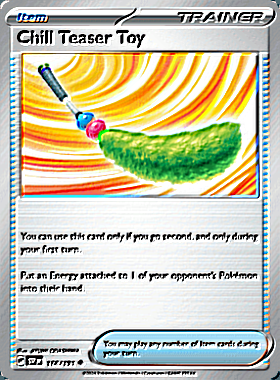 Item
TRAINER
Chill Teaser Toy
You can use this card only if you go second, and only during
your first turn.
Put an Energy attached to 1 of your opponent's Pokémon
into their hand.
You may play any number of Item cards during
your turn.